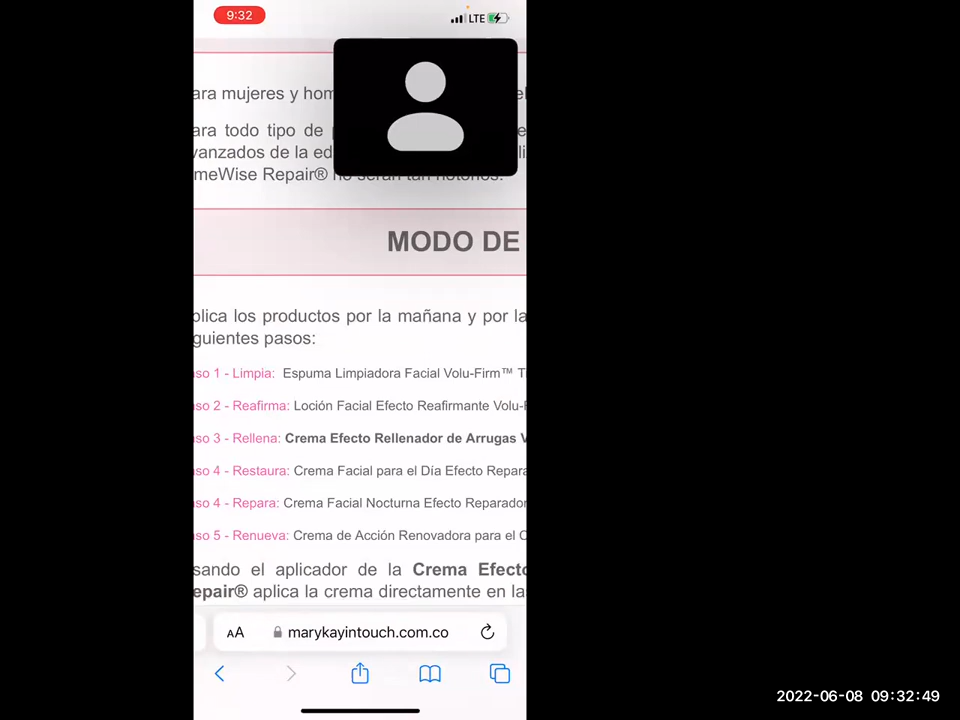 9:32
LTE
ara mujeres y hom
ara todo tipo de
vanzados de la ed
meWise Repair® no serán tan notorios.
MODO DE
plica los productos por la mañana y por la
guientes pasos:
aso 1 - Limpia: Espuma Limpiadora Facial Volu-Firm™ T
aso 2 - Reafirma: Loción Facial Efecto Reafirmante Volu-F
aso 3 - Rellena: Crema Efecto Rellenador de Arrugas V
aso 4 - Restaura: Crema Facial para el Día Efecto Repara
aso 4 - Repara: Crema Facial Nocturna Efecto Reparador
aso 5 - Renueva: Crema de Acción Renovadora para el C
sando el aplicador de la Crema Efecto
epair® aplica la crema directamente en las
AA marykayintouch.com.co
2022-06-08 09:32:49